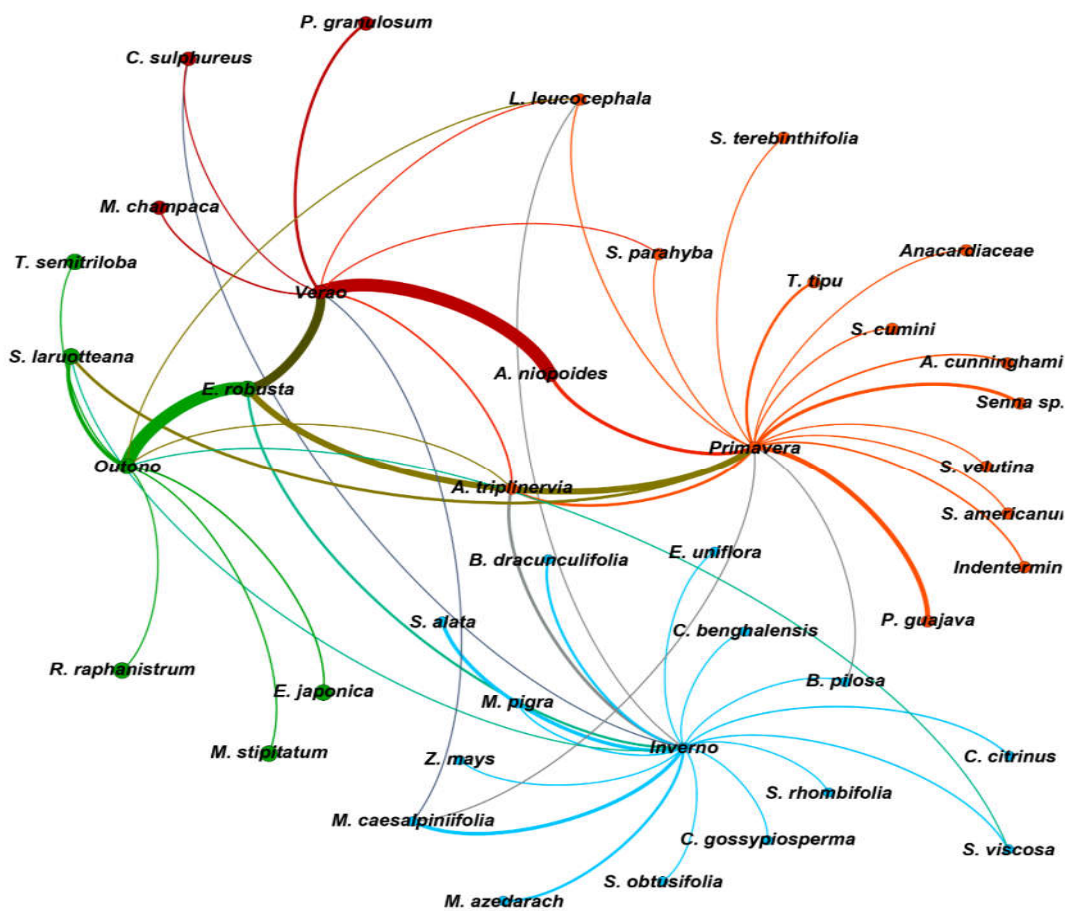 P. granulosum
C. sulphureus
L. leucocephala
S. terebinthifolia
M. champaca
T. semitriloba
S. parahyba
Anacardiaceae
T. tipu
Verao
S. cumini
S. laruotteana
A. cunninghami
E. robusta
A. niopoides
Senna sp.
Primavera
Outono
S. velutina
A. triplinervia
S. americanu
B. dracunculifolia
E. uniflora
Indentermin
S. alata
P. guajava
C. benghalensis
R. raphanistrum
B. pilosa
E. japonica
M. pigra
M. stipitatum
Inverno
Z. mays
C. citrinus
S. rhombifolia
M. caesalpiniifolia
C. gossypiosperma
S. viscosa
S. obtusifolia
M. azedarach